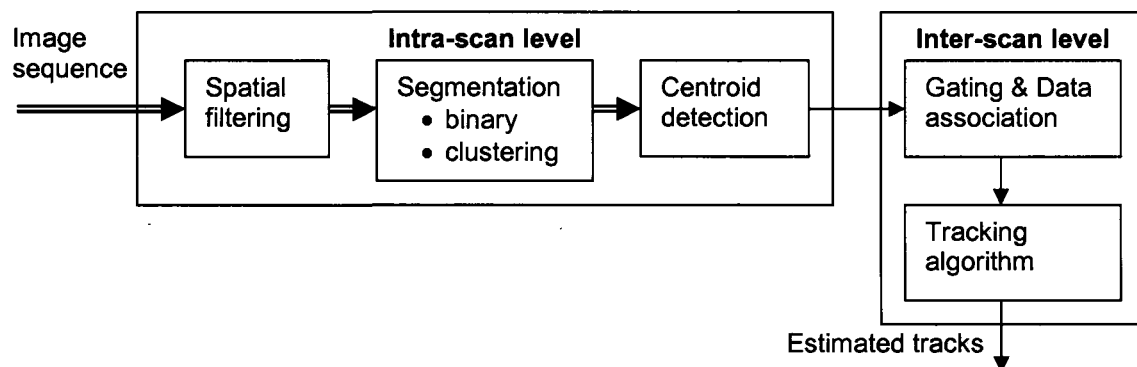 Image
sequence
Intra-scan level
Spatial
filtering
Segmentation
• binary
• clustering
Centroid
detection
Inter-scan level
Gating & Data
association
Tracking
algorithm
Estimated tracks